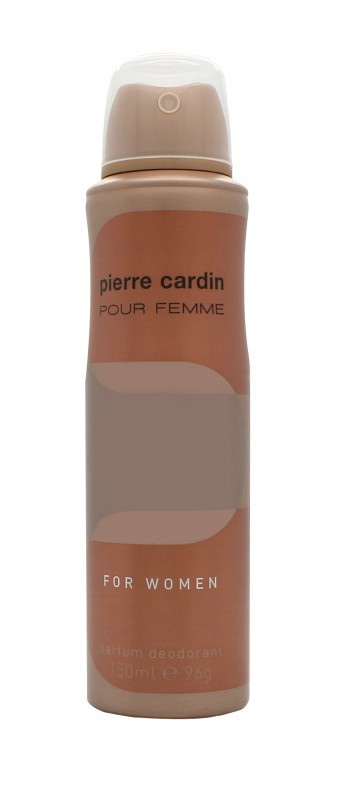 pierre cardin
POUR FEMME
FOR WOMEN
parfum deodorant
150ml ℮ 96g